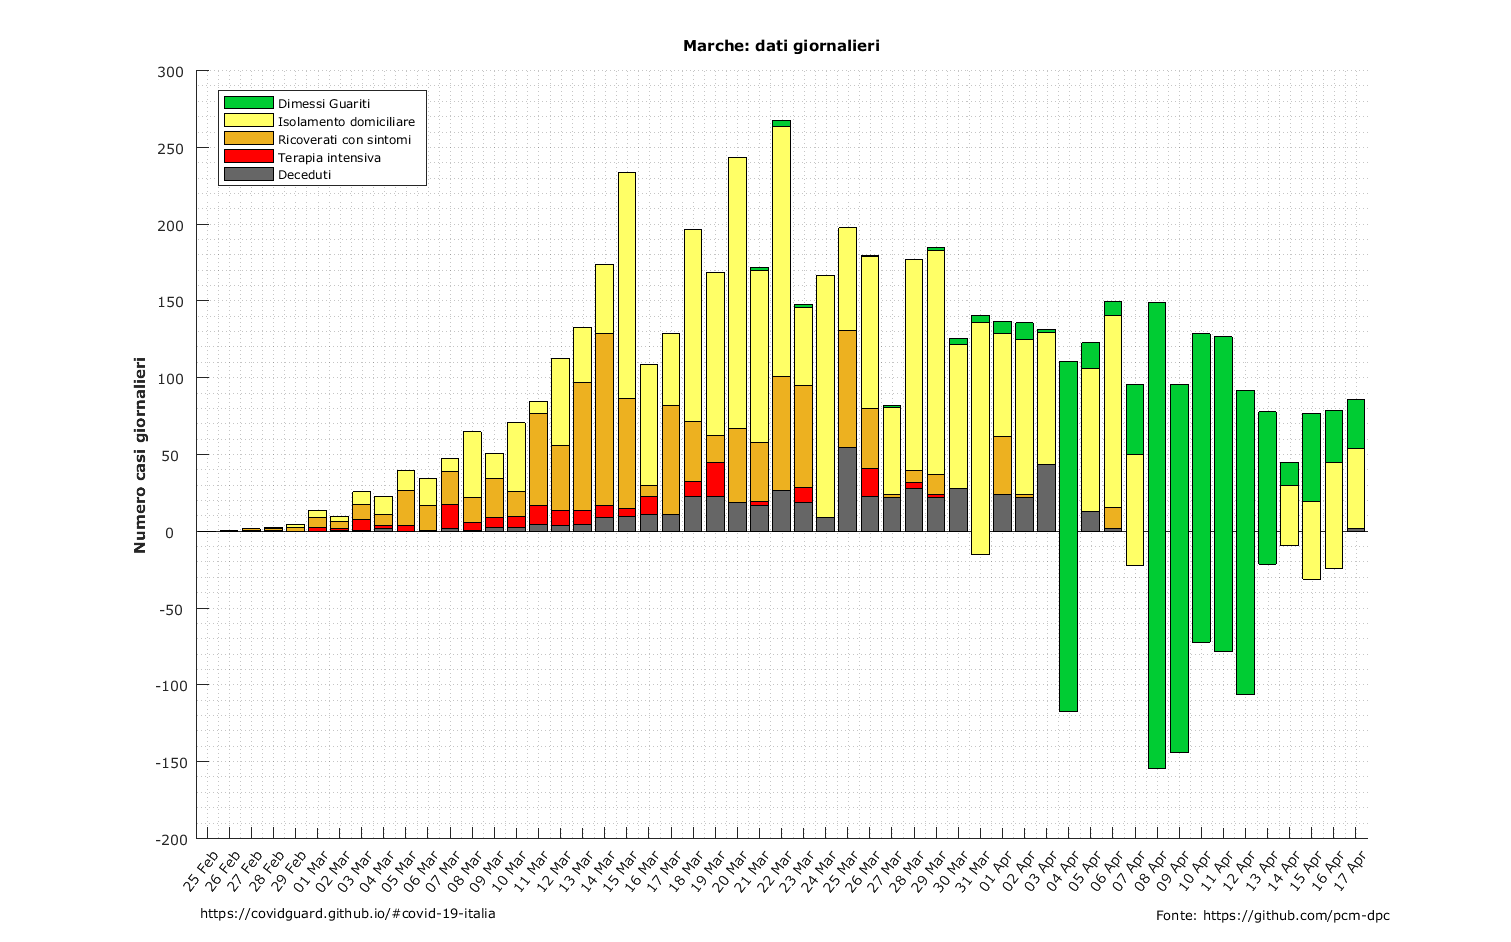 Marche: dati giornalieri
300
250
200
150
100
50
0
-50
-100
-150
-200
Numero casi giornalieri
Dimessi Guariti
Isolamento domiciliare
Ricoverati con sintomi
Terapia intensiva
Deceduti
25 Feb
26 Feb
27 Feb
28 Feb
29 Feb
01 Mar
02 Mar
03 Mar
04 Mar
05 Mar
06 Mar
07 Mar
08 Mar
09 Mar
10 Mar
11 Mar
12 Mar
13 Mar
14 Mar
15 Mar
16 Mar
17 Mar
18 Mar
19 Mar
20 Mar
21 Mar
22 Mar
23 Mar
24 Mar
25 Mar
26 Mar
27 Mar
28 Mar
29 Mar
30 Mar
31 Mar
01 Apr
02 Apr
03 Apr
04 Apr
05 Apr
06 Apr
07 Apr
08 Apr
09 Apr
10 Apr
11 Apr
12 Apr
13 Apr
14 Apr
15 Apr
16 Apr
17 Apr
https://covidguard.github.io/#covid-19-italia
Fonte: https://github.com/pcm-dpc